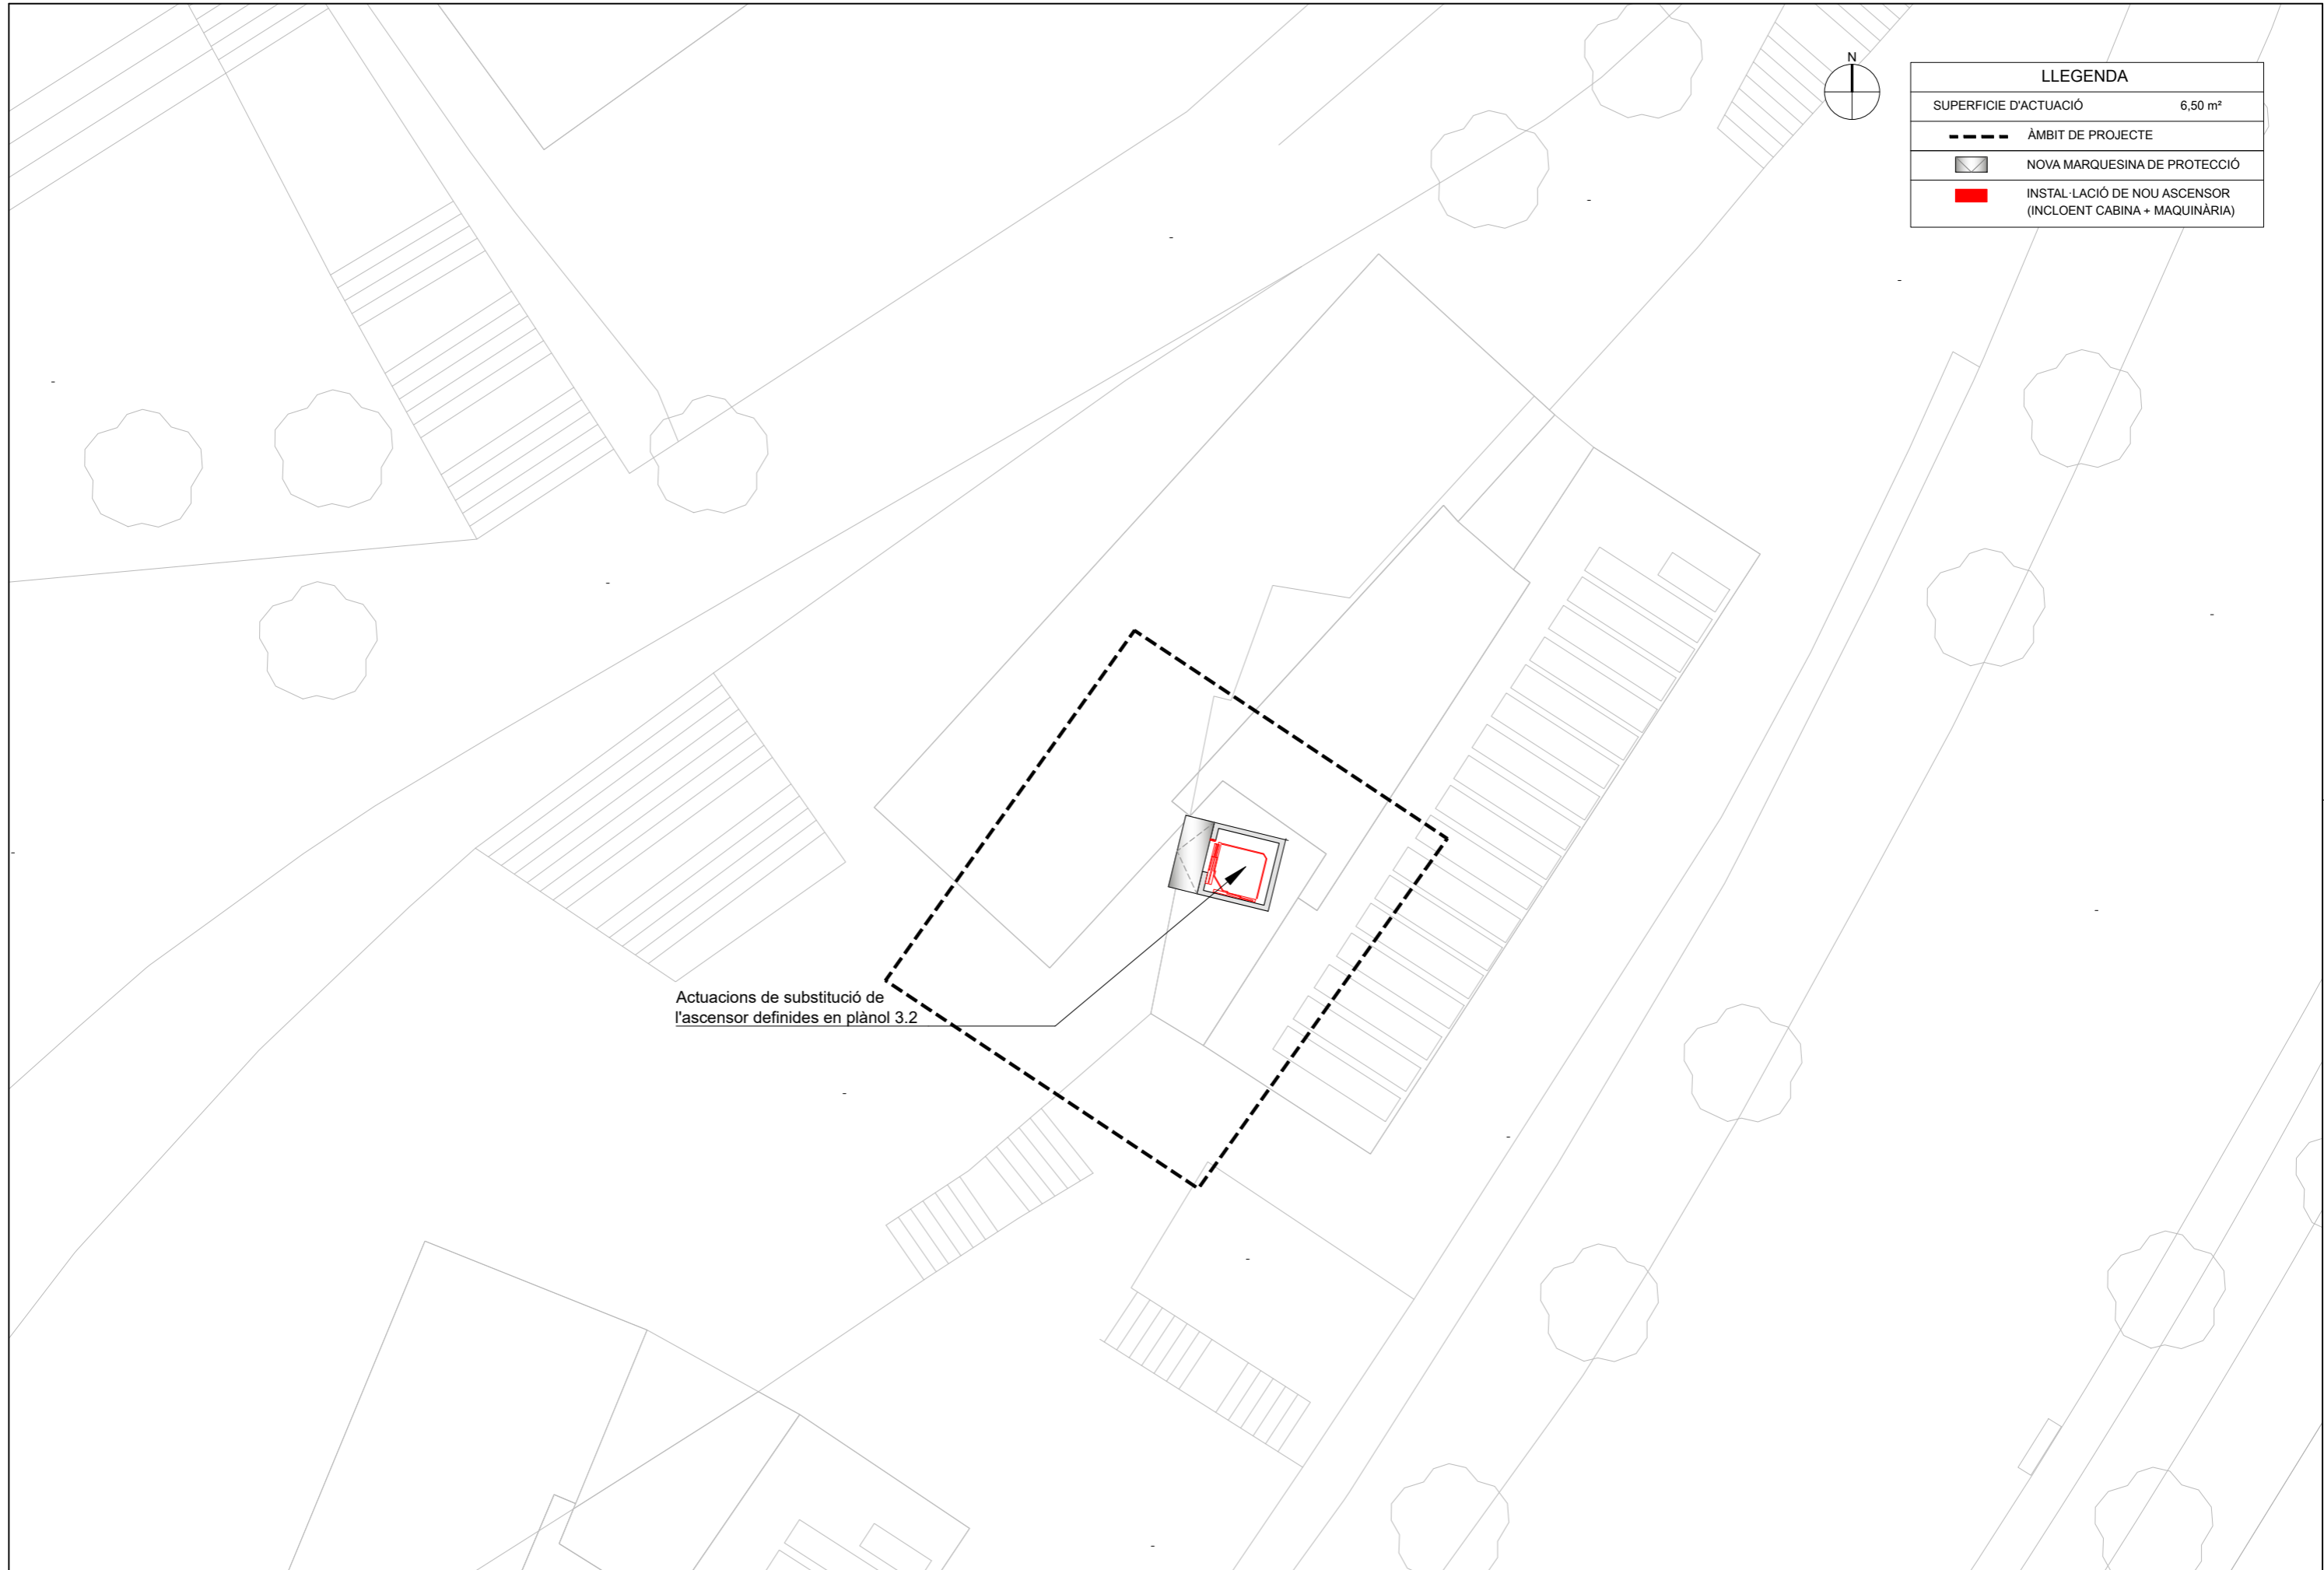 N
LLEGENDA
SUPERFICIE D'ACTUACIÓ 6,50 m²
ÀMBIT DE PROJECTE
NOVA MARQUESINA DE PROTECCIÓ
INSTAL·LACIÓ DE NOU ASCENSOR
(INCLOENT CABINA + MAQUINÀRIA)
Actuacions de substitució de
l'ascensor definides en plànol 3.2